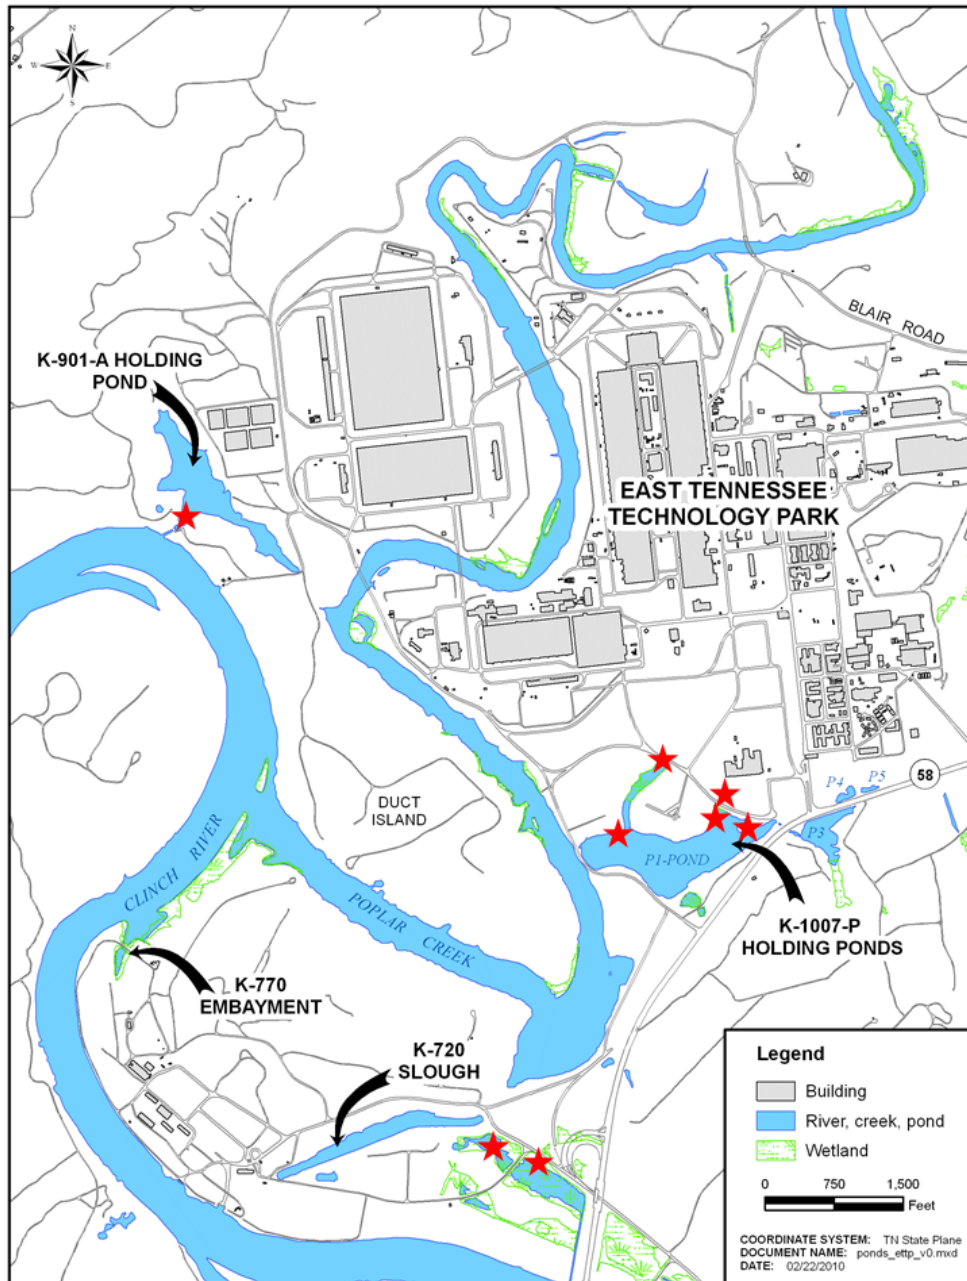 N
W
E
S
BLAIR ROAD
K-901-A HOLDING
POND
EAST TENNESSEE
TECHNOLOGY PARK
P4
P5
58
DUCT
ISLAND
P3
P1-POND
CLINCH RIVER
POPLAR CREEK
K-1007-P
HOLDING PONDS
K-770
EMBAYMENT
K-720
SLOUGH
Legend
Building
River, creek, pond
Wetland
0 750 1,500
Feet
COORDINATE SYSTEM: TN State Plane
DOCUMENT NAME: ponds_ettp_v0.mxd
DATE: 02/22/2010